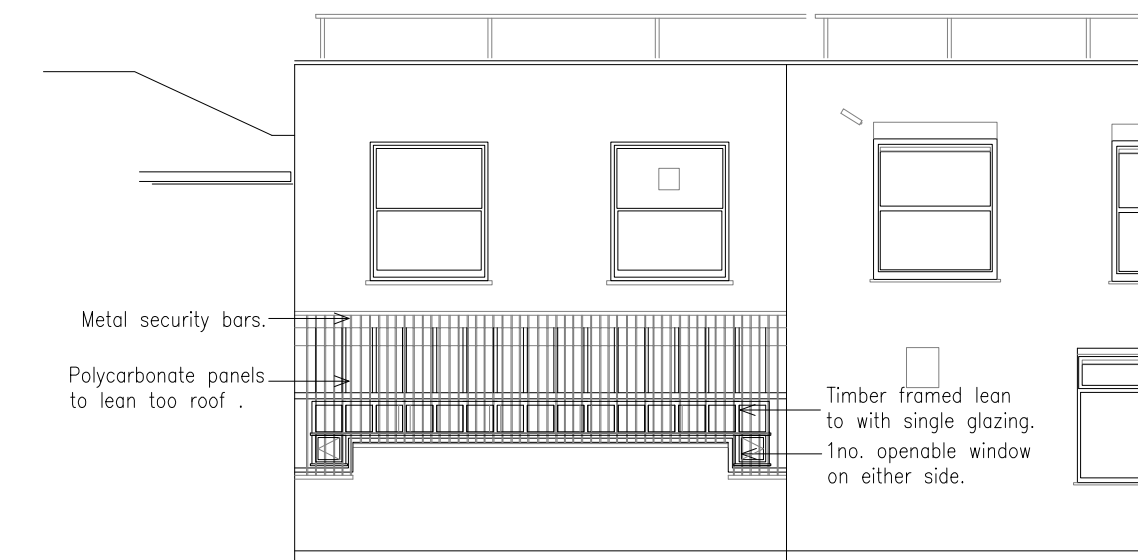 Metal security bars.
Polycarbonate panels
to lean too roof .
Timber framed lean
to with single glazing.
1no. openable window
on either side.